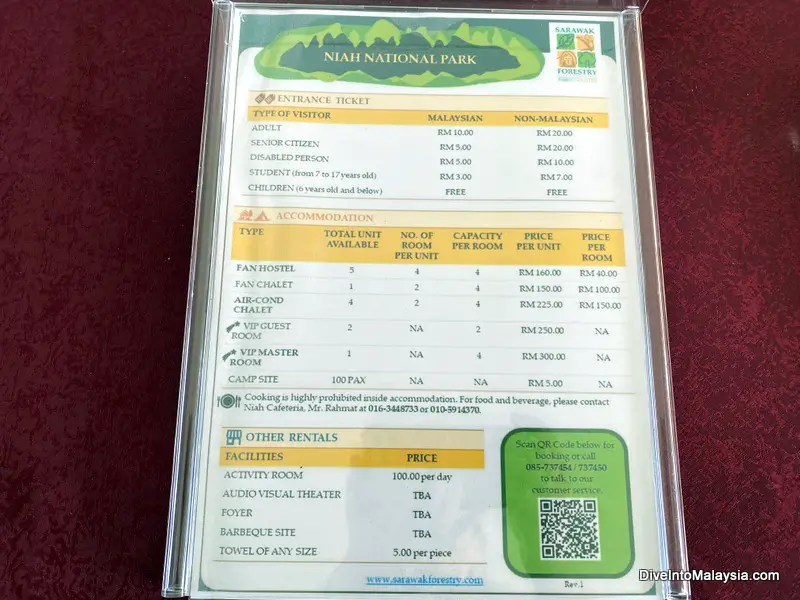 NIAH NATIONAL PARK
SARAWAK
FORESTRY
ENTRANCE TICKET
TYPE OF VISITOR MALAYSIAN NON-MALAYSIAN
ADULT RM 10.00 RM 20.00
SENIOR CITIZEN RM 5.00 RM 20.00
DISABLED PERSON RM 5.00 RM 10.00
STUDENT (from 7 to 17 years old) RM 3.00 RM 7.00
CHILDREN (6 years old and below) FREE FREE
ACCOMMODATION
TYPE TOTAL UNIT AVAILABLE NO. OF ROOM PER UNIT CAPACITY PER ROOM PRICE PER UNIT PRICE PER ROOM
FAN HOSTEL 5 4 4 RM 160.00 RM 40.00
FAN CHALET 1 2 4 RM 150.00 RM 100.00
AIR-COND CHALET 4 2 4 RM 225.00 RM 150.00
VIP GUEST ROOM 2 NA 2 RM 250.00 NA
VIP MASTER ROOM 1 NA 4 RM 300.00 NA
CAMP SITE 100 PAX NA NA RM 5.00 NA
Cooking is highly prohibited inside accommodation. For food and beverage, please contact
Niah Cafeteria, Mr. Rahmat at 016-3448733 or 010-5914370.
OTHER RENTALS
FACILITIES PRICE
ACTIVITY ROOM 100.00 per day
AUDIO VISUAL THEATER TBA
FOYER TBA
BARBEQUE SITE TBA
TOWEL OF ANY SIZE 5.00 per piece
www.sarawakforestry.com
Scan QR Code below for
booking or call
085-737454 / 737450
to talk to our
customer service.
Rev.1
DiveIntoMalaysia.com